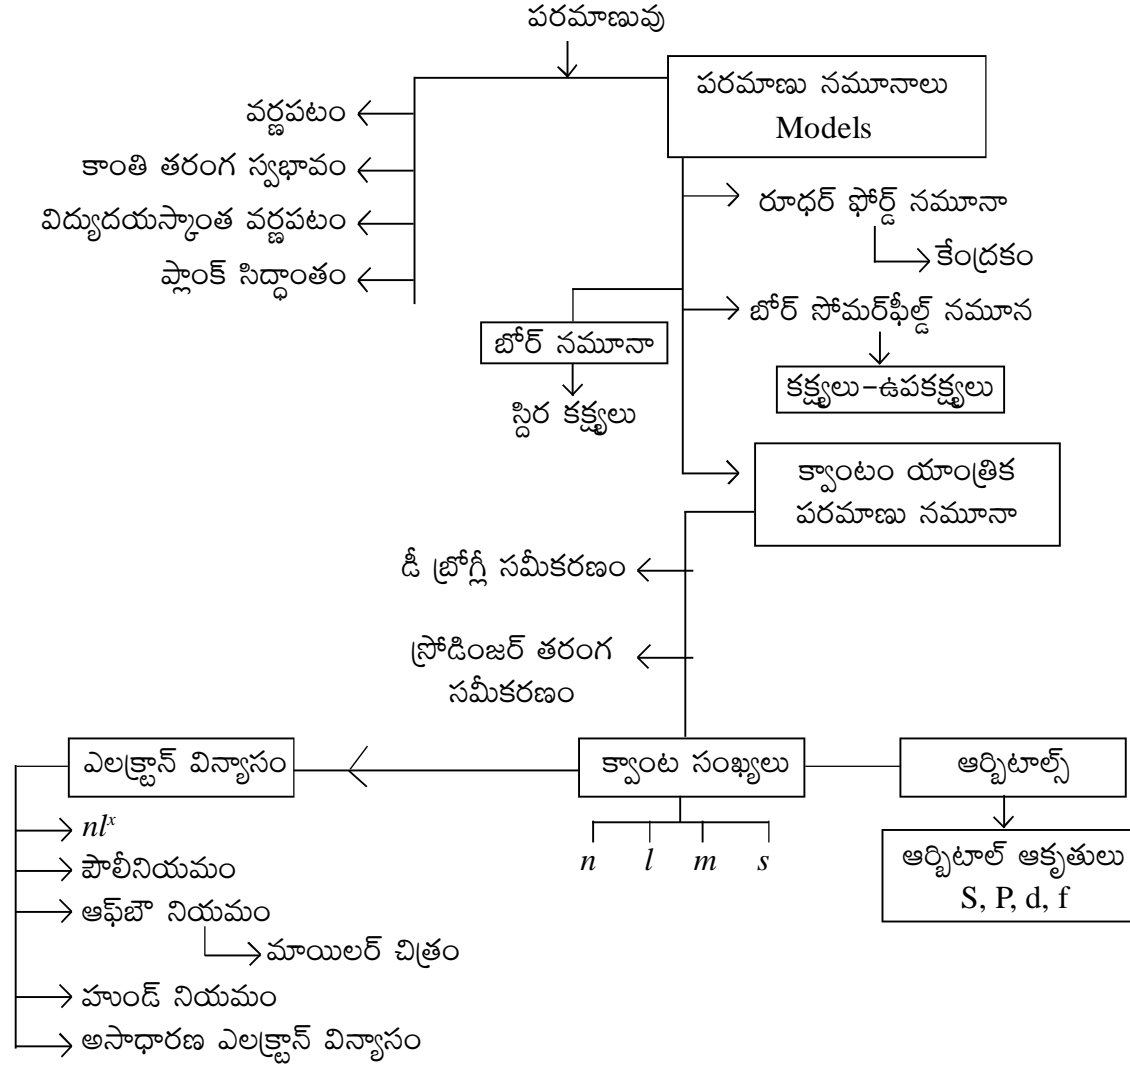 పరమాణువు
పరమాణు నమూనాలు
Models
వర్ణపటం
కాంతి తరంగ స్వభావం
విద్యుదయస్కాంత వర్ణపటం
ప్లాంక్ సిద్ధాంతం
రూధర్ ఫోర్డ్ నమూనా
కేంద్రకం
బోర్ సోమర్‌ఫీల్డ్ నమూన
కక్ష్యలు-ఉపకక్ష్యలు
బోర్ నమూనా
స్దిర కక్ష్యలు
క్వాంటం యాంత్రిక
పరమాణు నమూనా
డీ బ్రోగ్లీ సమీకరణం
స్రోడింజర్ తరంగ
సమీకరణం
ఎలక్ట్రాన్ విన్యాసం
క్వాంట సంఖ్యలు
ఆర్బిటాల్స్
n l m s
ఆర్బిటాల్ ఆకృతులు
S, P, d, f
nlˣ
పౌలీనియమం
ఆఫ్‌బౌ నియమం
మాయిలర్ చిత్రం
హుండ్ నియమం
అసాధారణ ఎలక్ట్రాన్ విన్యాసం